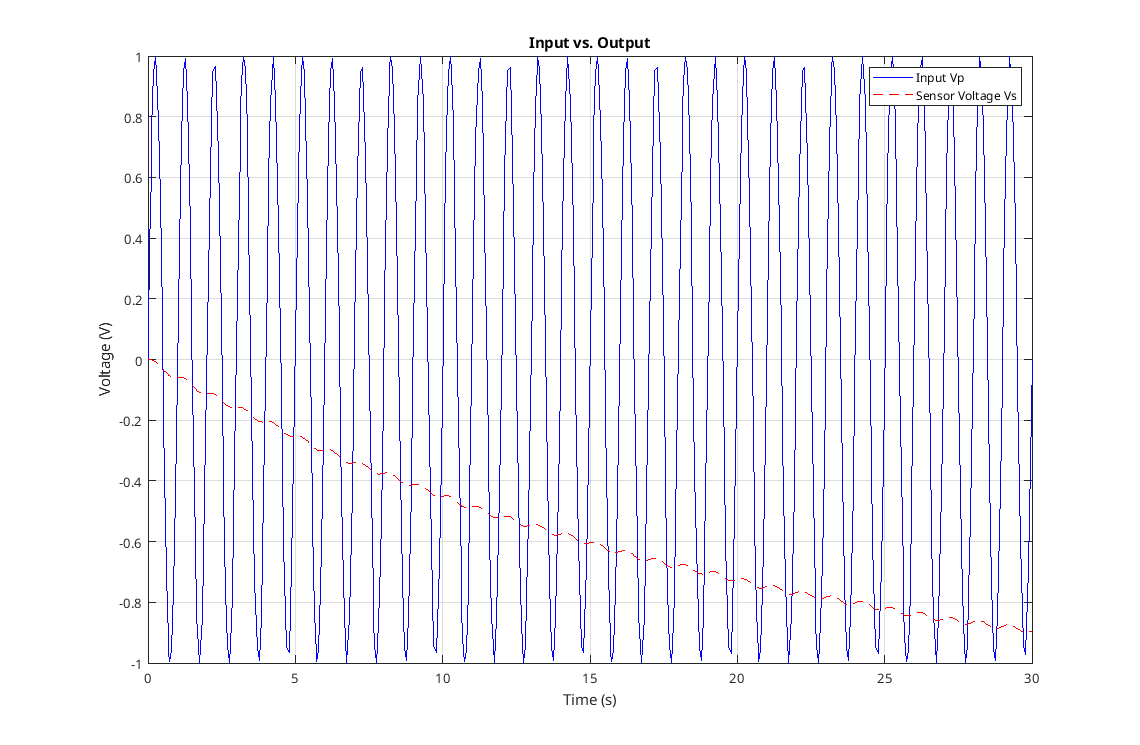 Input vs. Output
Input Vp
Sensor Voltage Vs
Voltage (V)
1
0.8
0.6
0.4
0.2
0
-0.2
-0.4
-0.6
-0.8
-1
0 5 10 15 20 25 30
Time (s)